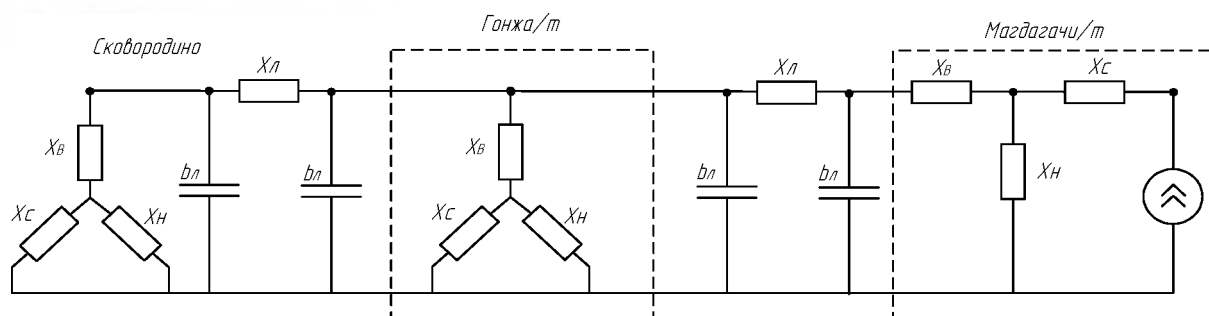 Сковородино
Гонжа/т
Магдагачи/т
Xл
Xл
Xв
Xс
Xв
bл
bл
Xв
bл
bл
Xн
Xс
Xн
Xс
Xн